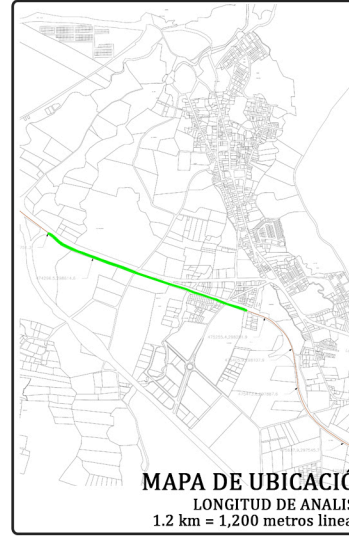 MAPA DE UBICACIÓ
LONGITUD DE ANALIS
1.2 km = 1,200 metros linea